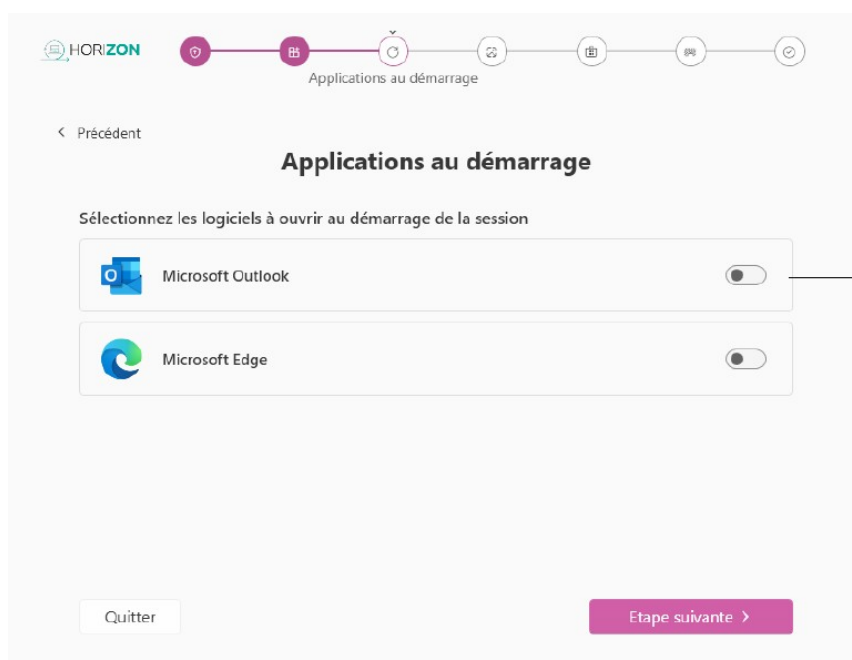 HORIZON
Applications au démarrage
Précédent
Applications au démarrage
Sélectionnez les logiciels à ouvrir au démarrage de la session
Microsoft Outlook
Microsoft Edge
Quitter
Etape suivante